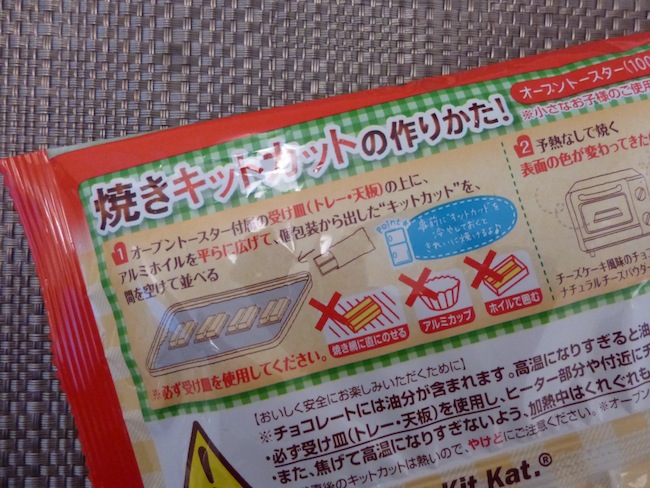 焼きキットカットの作りかた!
オーブントースター(100
※小さなお子様のご使用
1 オーブントースター付属の受け皿(トレー・天板)の上に、
アルミホイルを平らに広げて、個包装から出した"キットカット"を、
間を空けて並べる
point
事前に"キットカット"を
冷やしておくと
きれいに焼けるよ♪
焼き網に直にのせる
アルミカップ
ホイルで囲む
※必ず受け皿を使用してください。
2 予熱なしで焼く
表面の色が変わってきた
チーズケーキ風味のチョ
ナチュラルチーズパウダ
[おいしく安全にお楽しみいただくために]
※チョコレートには油分が含まれます。高温になりすぎると油
必ず受け皿(トレー・天板)を使用し、ヒーター部分や付近にチ
・また、焦げて高温になりすぎないよう、加熱中はくれぐれも
直後のキットカットは熱いので、やけどにご注意ください。※オーブン
Kit Kat.®